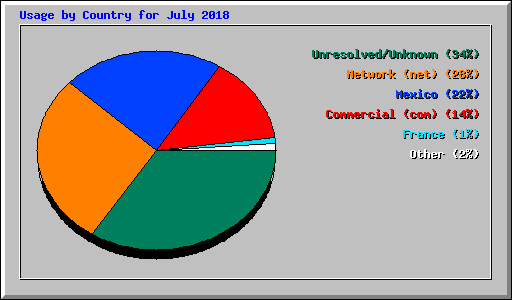 Usage by Country for July 2018
Unresolved/Unknown (34%)
Network (net) (28%)
Mexico (22%)
Commercial (com) (14%)
France (1%)
Other (2%)